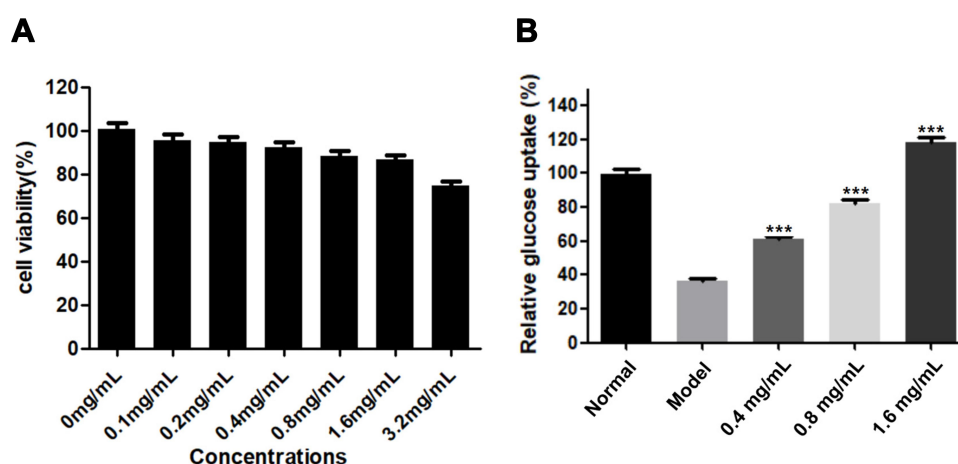 A
cell viability(%)
120
100
80
60
40
20
0
0mg/mL
0.1mg/mL
0.2mg/mL
0.4mg/mL
0.8mg/mL
1.6mg/mL
3.2mg/mL
Concentrations
B
Relative glucose uptake (%)
140
120
100
80
60
40
20
0
***
***
***
Normal
Model
0.4 mg/mL
0.8 mg/mL
1.6 mg/mL